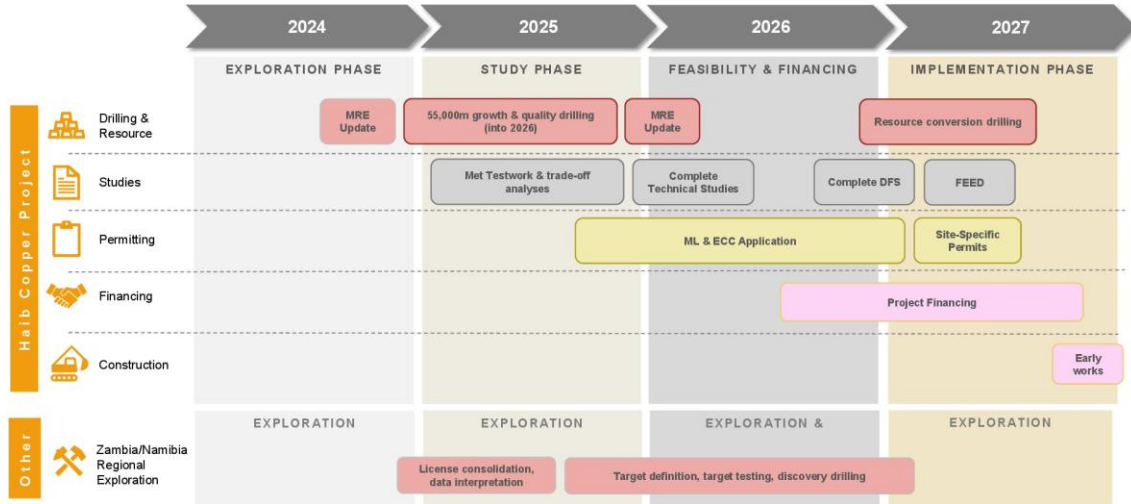 2024
2025
2026
2027
EXPLORATION PHASE
STUDY PHASE
FEASIBILITY & FINANCING
IMPLEMENTATION PHASE
Haib Copper Project
Drilling &
Resource
MRE
Update
55,000m growth & quality drilling
(into 2026)
MRE
Update
Resource conversion drilling
Studies
Met Testwork & trade-off
analyses
Complete
Technical Studies
Complete DFS
FEED
Permitting
ML & ECC Application
Site-Specific
Permits
Financing
Project Financing
Construction
Early
works
EXPLORATION
EXPLORATION
EXPLORATION &
EXPLORATION
Other
Zambia/Namibia
Regional
Exploration
License consolidation,
data interpretation
Target definition, target testing, discovery drilling